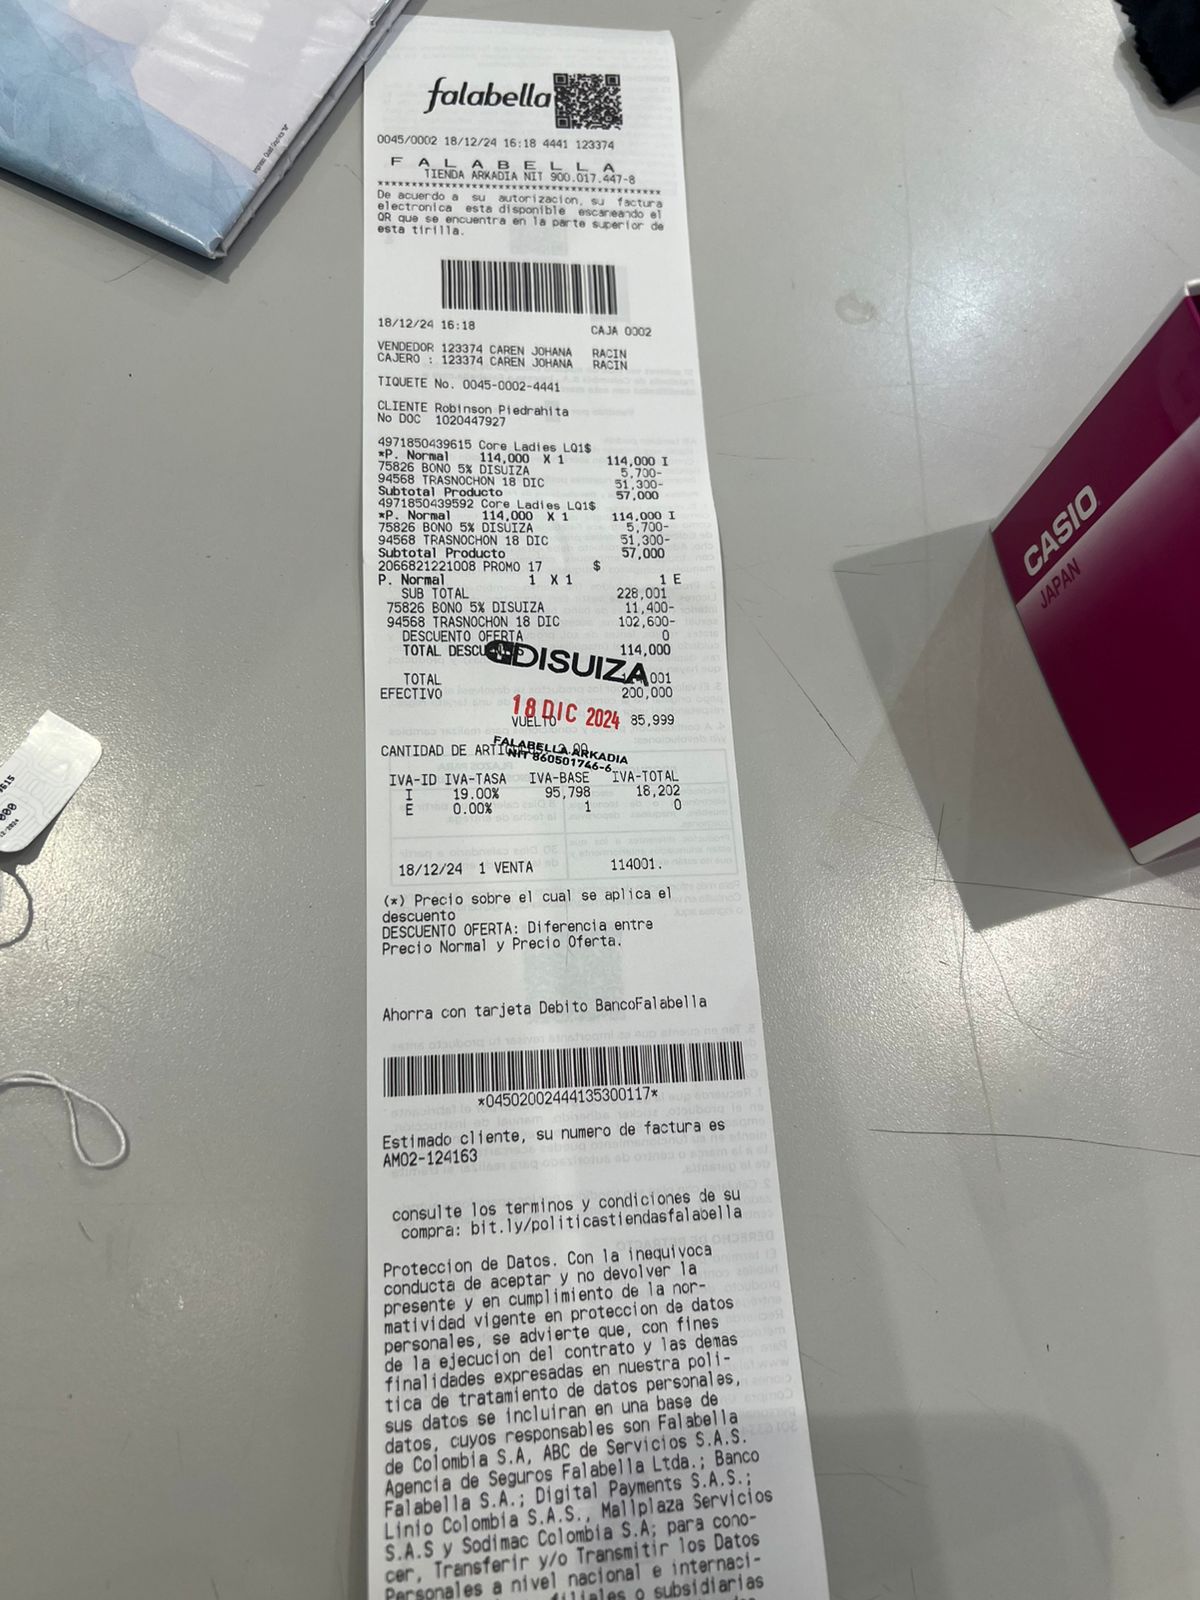 falabella
0045/0002 18/12/24 16:18 4441 123374
F A L A B E L L A
TIENDA ARKADIA NIT 900.017.447-8
****************************************************
De acuerdo a su autorizacion, su factura
electronica esta disponible escaneando el
QR que se encuentra en la parte superior de
esta tirilla.
18/12/24 16:18 CAJA 0002
VENDEDOR 123374 CAREN JOHANA RACIN
CAJERO : 123374 CAREN JOHANA RACIN
TIQUETE No. 0045-0002-4441
CLIENTE Robinson Piedrahita
No DOC 1020447927
4971850439615 Core Ladies LQ1$
*P. Normal 114,000 X 1 114,000 I
75826 BONO 5% DISUIZA 5,700-
94568 TRASNOCHON 18 DIC 51,300-
Subtotal Producto 57,000
4971850439592 Core Ladies LQ1$
*P. Normal 114,000 X 1 114,000 I
75826 BONO 5% DISUIZA 5,700-
94568 TRASNOCHON 18 DIC 51,300-
Subtotal Producto 57,000
2066821221008 PROMO 17 $
P. Normal 1 X 1 1 E
SUB TOTAL 228,001
75826 BONO 5% DISUIZA 11,400-
94568 TRASNOCHON 18 DIC 102,600-
DESCUENTO OFERTA 0
TOTAL 114,000
DISUIZA
TOTAL
EFECTIVO 200,000
18 DIC 2024
VUELTO 85,999
FALABELLA ARKADIA
NIT 860501746-6
CANTIDAD DE
IVA-ID IVA-TASA IVA-BASE IVA-TOTAL
I 19.00% 95,798 18,202
E 0.00% 1 0
18/12/24 1 VENTA 114001.
(*) Precio sobre el cual se aplica el
descuento
DESCUENTO OFERTA: Diferencia entre
Precio Normal y Precio Oferta.
Ahorra con tarjeta Debito BancoFalabella
*04502002444135300117*
Estimado cliente, su numero de factura es
AM02-124163
consulte los terminos y condiciones de su
compra: bit.ly/politicastiendasfalabella
Proteccion de Datos. Con la inequivoca
conducta de aceptar y no devolver la
presente y en cumplimiento de la nor-
matividad vigente en proteccion de datos
personales, se advierte que, con fines
de la ejecucion del contrato y las demas
finalidades expresadas en nuestra poli-
tica de tratamiento de datos personales,
sus datos se incluiran en una base de
datos, cuyos responsables son Falabella
de Colombia S.A, ABC de Servicios S.A.S.
Agencia de Seguros Falabella Ltda.; Banco
Falabella S.A.; Digital Payments S.A.S.;
Linio Colombia S.A.S., Mallplaza Servicios
S.A.S y Sodimac Colombia S.A; para cono-
cer, Transferir y/o Transmitir los Datos
Personales a nivel nacional e internaci-
filiales o subsidiarias
CASIO
JAPAN